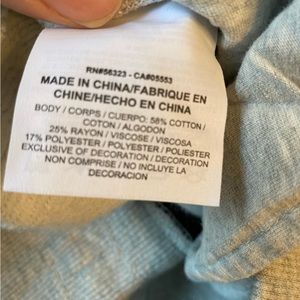 RN#56323 - CA#05553
MADE IN CHINA/FABRIQUE EN
CHINE/HECHO EN CHINA
BODY / CORPS / CUERPO: 58% COTTON /
COTON / ALGODON
25% RAYON / VISCOSE / VISCOSA
17% POLYESTER / POLYESTER / POLIESTER
EXCLUSIVE OF DECORATION / DECORATION
NON COMPRISE / NO INCLUYE LA
DECORACION